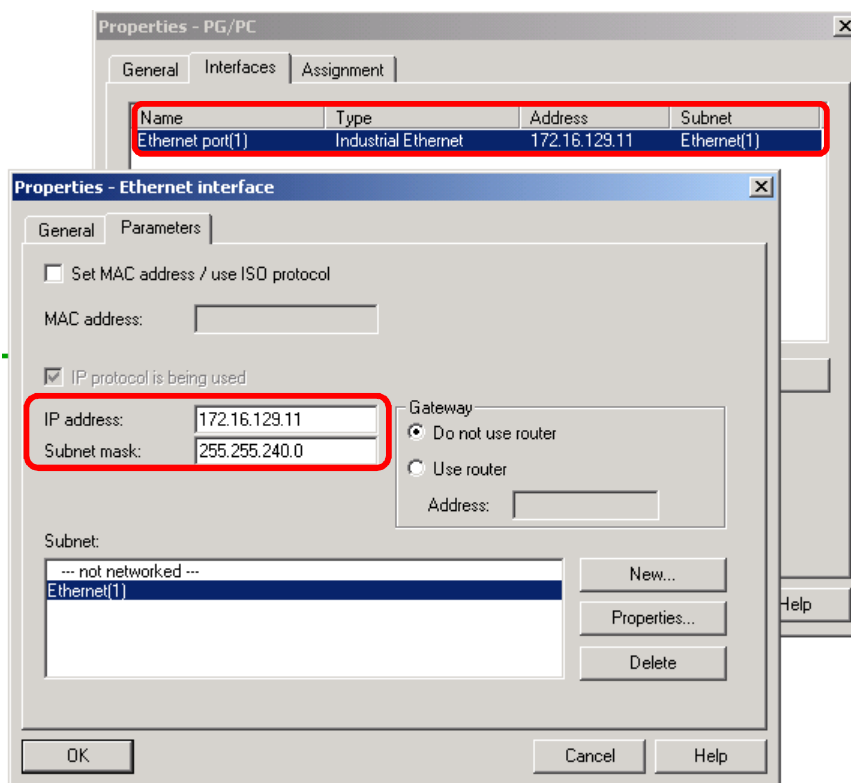 Properties - PG/PC
General Interfaces Assignment
Name Type Address Subnet
Ethernet port(1) Industrial Ethernet 172.16.129.11 Ethernet(1)
Properties - Ethernet interface
General Parameters
Set MAC address / use ISO protocol
MAC address:
IP protocol is being used
IP address: 172.16.129.11
Subnet mask: 255.255.240.0
Gateway
Do not use router
Use router
Address:
Subnet:
--- not networked ---
Ethernet(1)
New...
Properties...
Delete
Help
OK Cancel Help